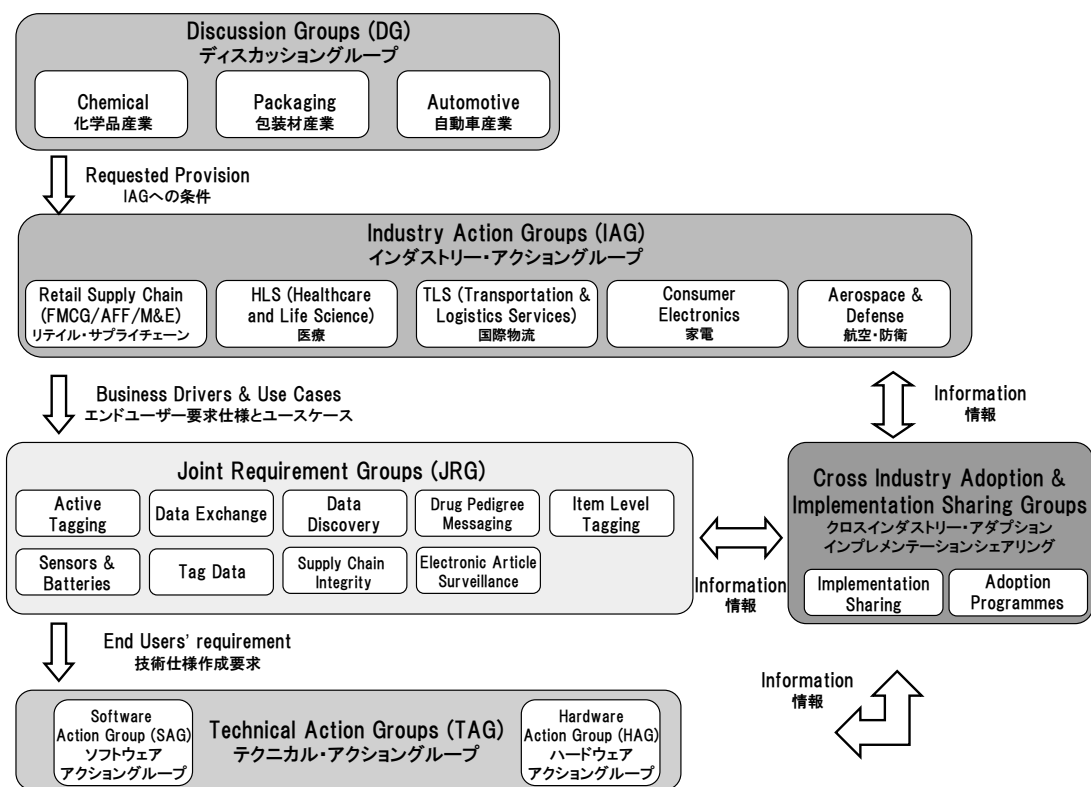 Discussion Groups (DG)
ディスカッショングループ
Chemical
化学品産業
Packaging
包装材産業
Automotive
自動車産業
Requested Provision
IAGへの条件
Industry Action Groups (IAG)
インダストリー・アクショングループ
Retail Supply Chain
(FMCG/AFF/M&E)
リテイル・サプライチェーン
HLS (Healthcare
and Life Science)
医療
TLS (Transportation &
Logistics Services)
国際物流
Consumer
Electronics
家電
Aerospace &
Defense
航空・防衛
Business Drivers & Use Cases
エンドユーザー要求仕様とユースケース
Information
情報
Joint Requirement Groups (JRG)
Active
Tagging
Data Exchange
Data
Discovery
Drug Pedigree
Messaging
Item Level
Tagging
Sensors &
Batteries
Tag Data
Supply Chain
Integrity
Electronic Article
Surveillance
Information
情報
Cross Industry Adoption &
Implementation Sharing Groups
クロスインダストリー・アダプション
インプレメンテーションシェアリング
Implementation
Sharing
Adoption
Programmes
End Users' requirement
技術仕様作成要求
Information
情報
Technical Action Groups (TAG)
テクニカル・アクショングループ
Software
Action Group (SAG)
ソフトウェア
アクショングループ
Hardware
Action Group (HAG)
ハードウェア
アクショングループ